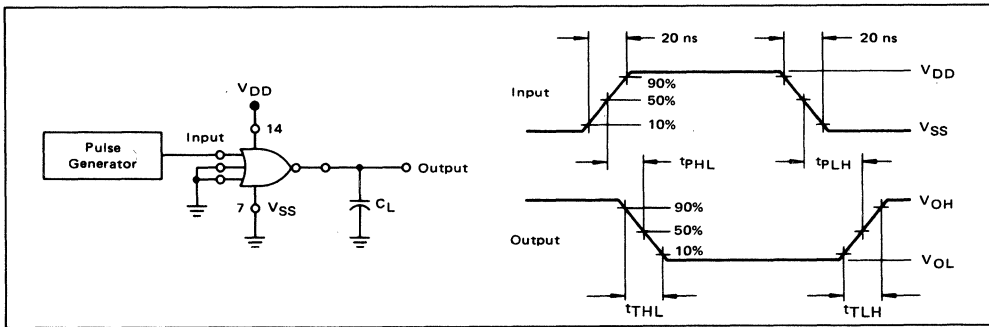 VDD
14
Input
Pulse
Generator
Output
7
VSS
CL
20 ns
20 ns
Input
90%
50%
10%
VDD
VSS
tPHL
tPLH
Output
90%
50%
10%
VOH
VOL
tTHL
tTLH